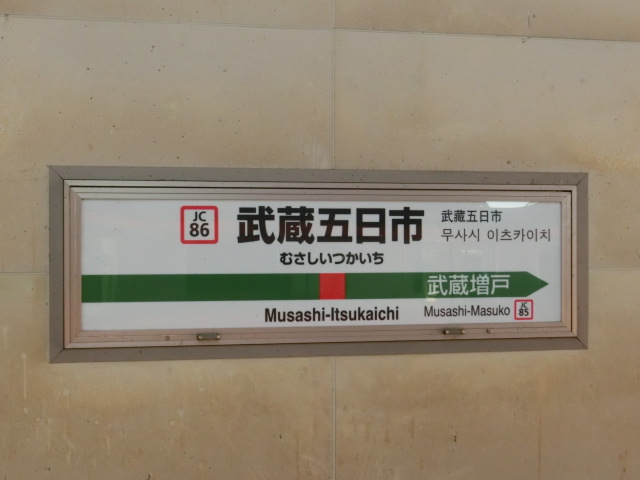 JC
86
武蔵五日市
むさしいつかいち
武藏五日市
무사시 이츠카이치
武蔵増戸
Musashi-Itsukaichi
Musashi-Masuko
JC
85